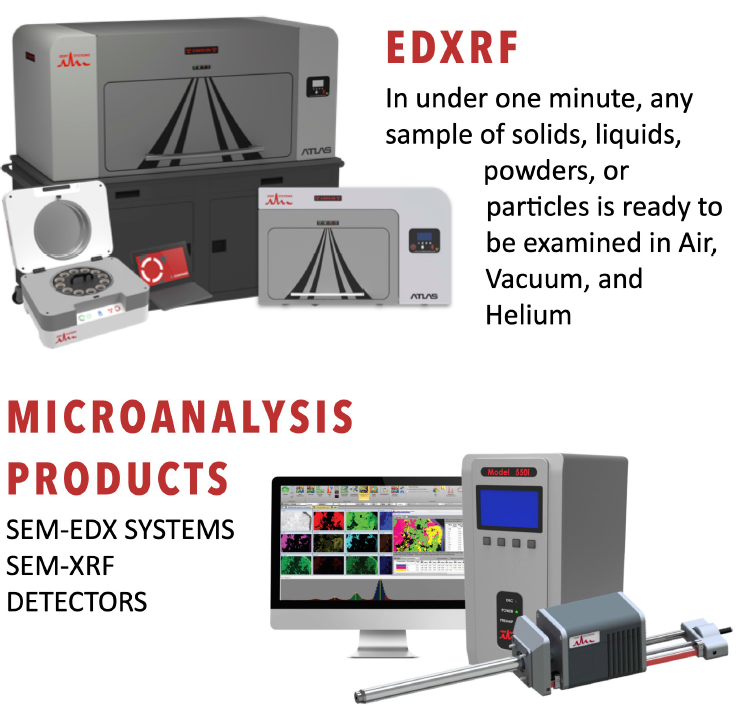 EDXRF
In under one minute, any
sample of solids, liquids,
powders, or
particles is ready to
be examined in Air,
Vacuum, and
Helium
ATLAS
ATLAS
MICROANALYSIS
PRODUCTS
SEM-EDX SYSTEMS
SEM-XRF
DETECTORS
Model 550i
POWER